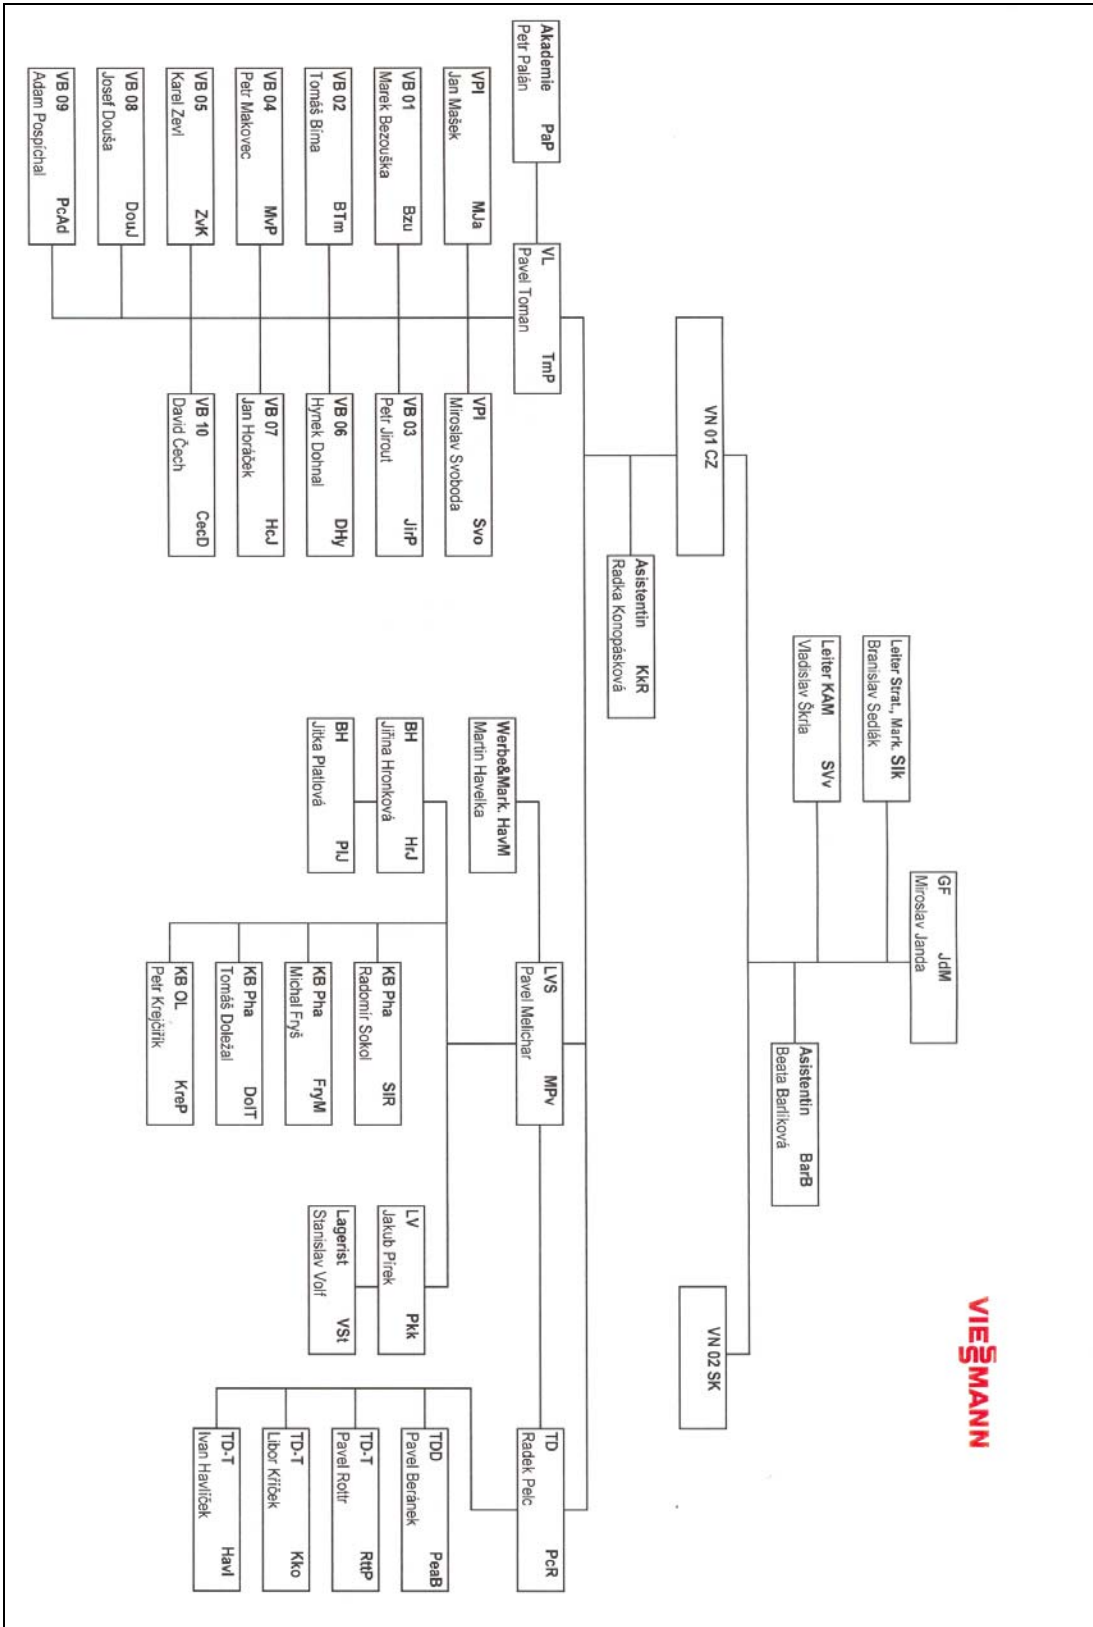 VIESSMANN
GF JdM
Miroslav Janda
Leiter Strat., Mark. Slk
Branislav Sedlák
Leiter KAM SVv
Vladislav Škrla
Asistentin BarB
Beata Barlíková
VN 01 CZ
VN 02 SK
Asistentin KkR
Radka Konopásková
Akademie PaP
Petr Palán
VL TmP
Pavel Toman
LVS MPv
Pavel Melichar
TD PcR
Radek Pelc
VPI MJa
Jan Mašek
VPI Svo
Miroslav Svoboda
Werbe&Mark. HavM
Martin Havelka
VB 01 Bzu
Marek Bezouška
VB 03 JirP
Petr Jirout
BH HrJ
Jiřina Hronková
KB Pha SlR
Radomír Sokol
LV Pkk
Jakub Pírek
TDD PeaB
Pavel Beránek
VB 02 BTm
Tomáš Bíma
VB 06 DHy
Hynek Dohnal
BH PlJ
Jitka Platlová
KB Pha FryM
Michal Fryš
Lagerist VSt
Stanislav Volf
TD-T RttP
Pavel Rottr
VB 04 MvP
Petr Makovec
VB 07 HcJ
Jan Horáček
KB Pha DolT
Tomáš Doležal
TD-T Kko
Libor Kříček
VB 05 ZvK
Karel Zevl
VB 10 CecD
David Čech
KB OL KreP
Petr Krejčiřík
TD-T HavI
Ivan Havlíček
VB 08 DouJ
Josef Douša
VB 09 PcAd
Adam Pospíchal